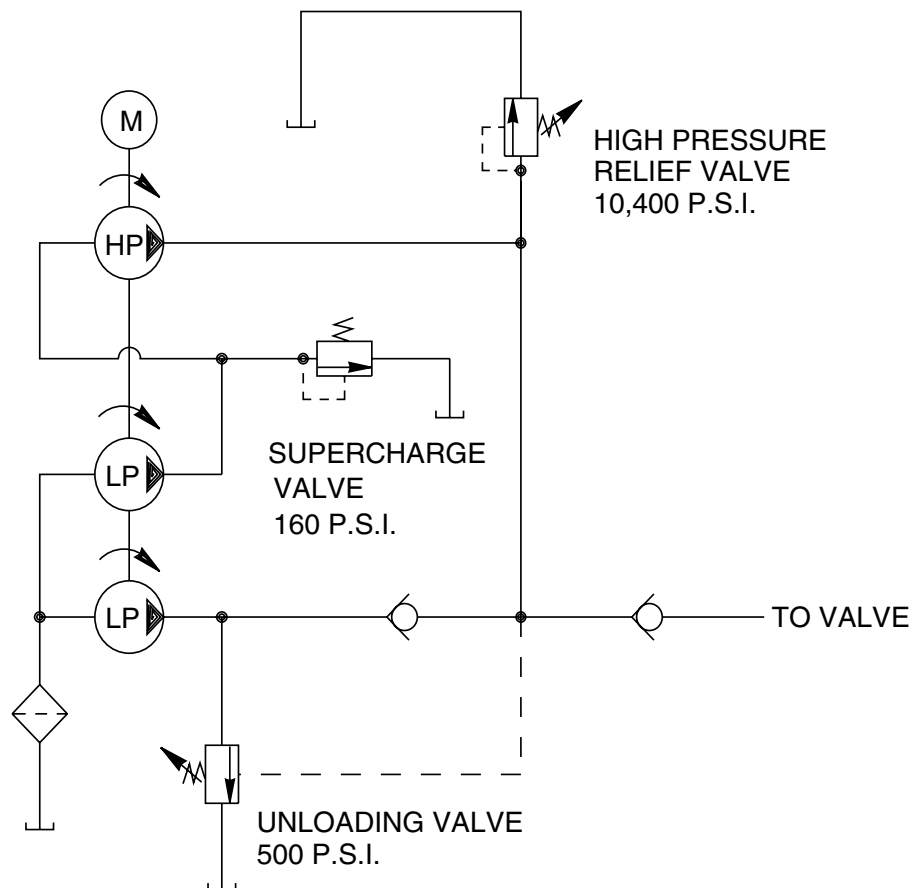 M
HIGH PRESSURE
RELIEF VALVE
10,400 P.S.I.
HP
SUPERCHARGE
VALVE
160 P.S.I.
LP
LP
TO VALVE
UNLOADING VALVE
500 P.S.I.